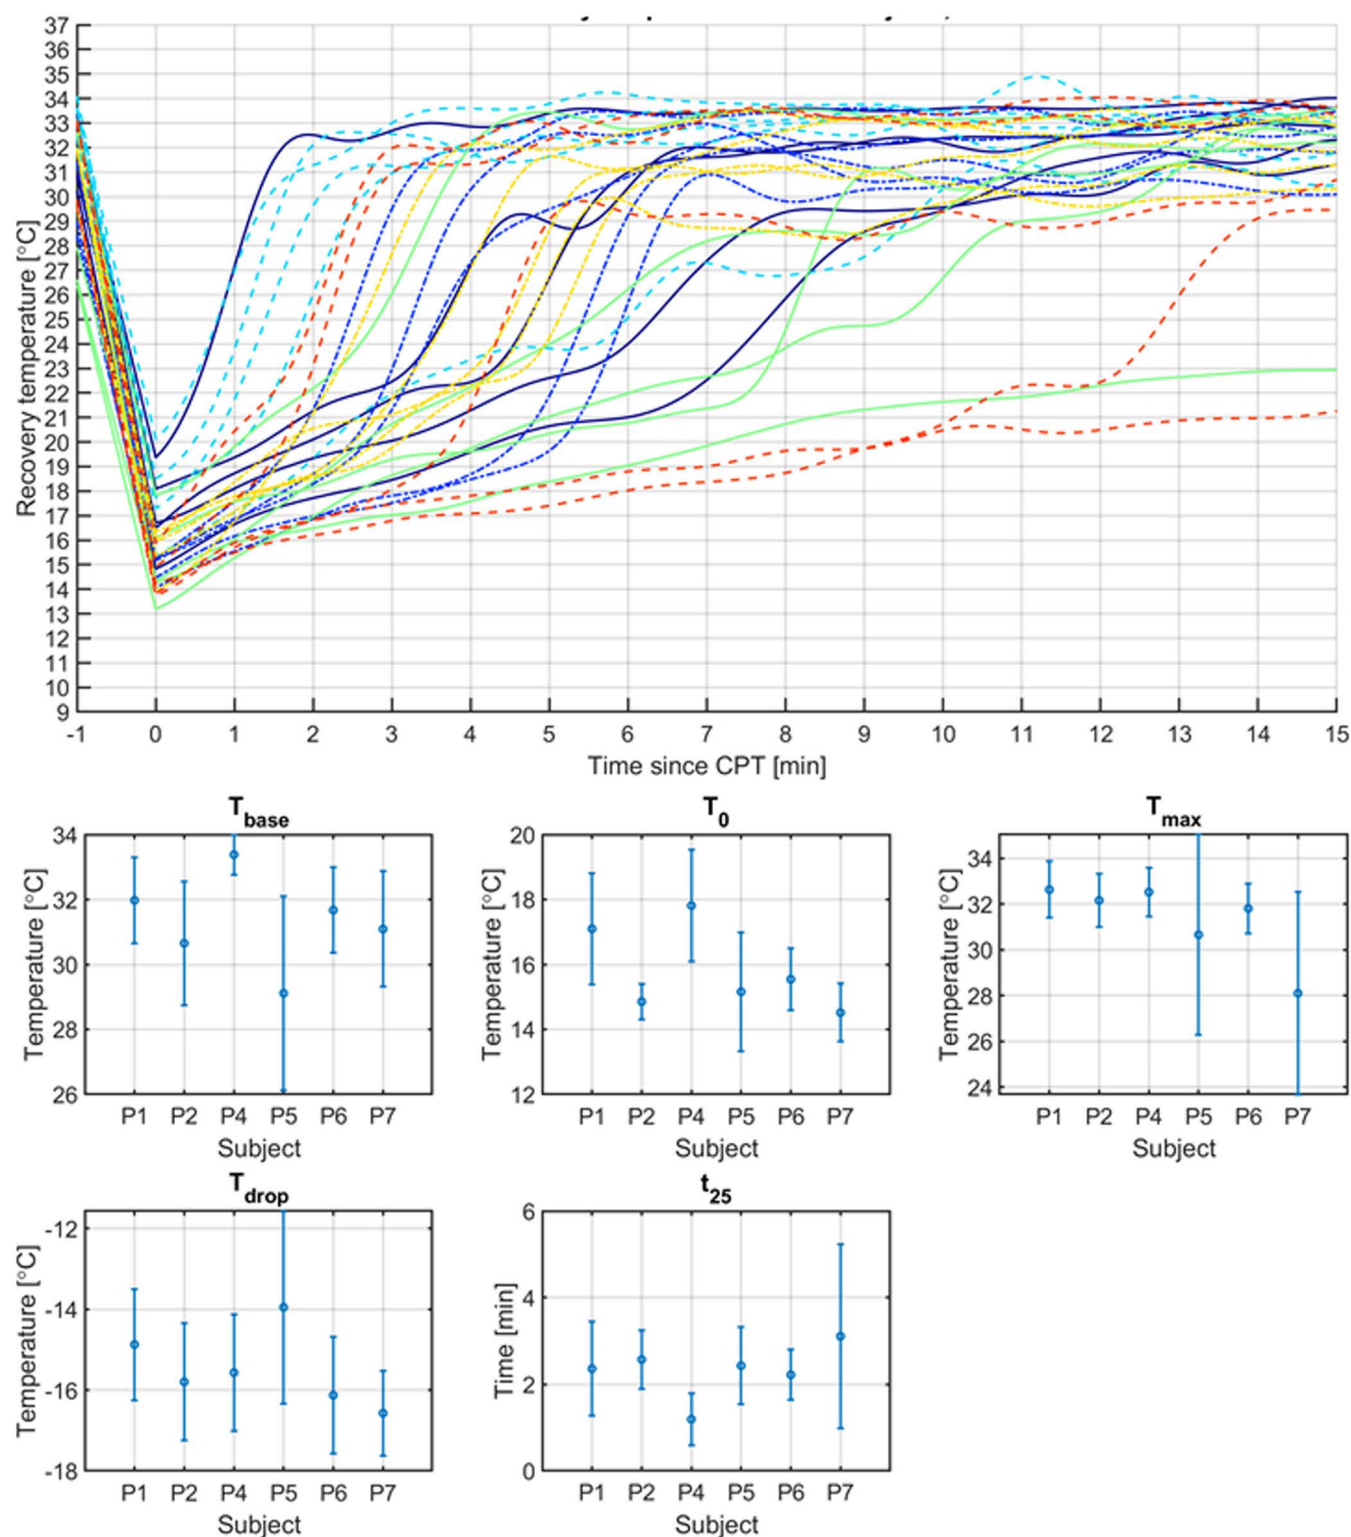 37
36
35
34
33
32
31
30
29
28
27
26
25
24
23
22
21
20
19
18
17
16
15
14
13
12
11
10
9
Recovery temperature [°C]
-1 0 1 2 3 4 5 6 7 8 9 10 11 12 13 14 15
Time since CPT [min]
T_base
34
32
30
28
26
Temperature [°C]
P1 P2 P4 P5 P6 P7
Subject
T_0
20
18
16
14
12
Temperature [°C]
P1 P2 P4 P5 P6 P7
Subject
T_max
34
32
30
28
26
24
Temperature [°C]
P1 P2 P4 P5 P6 P7
Subject
T_drop
-12
-14
-16
-18
Temperature [°C]
P1 P2 P4 P5 P6 P7
Subject
t_25
6
4
2
0
Time [min]
P1 P2 P4 P5 P6 P7
Subject